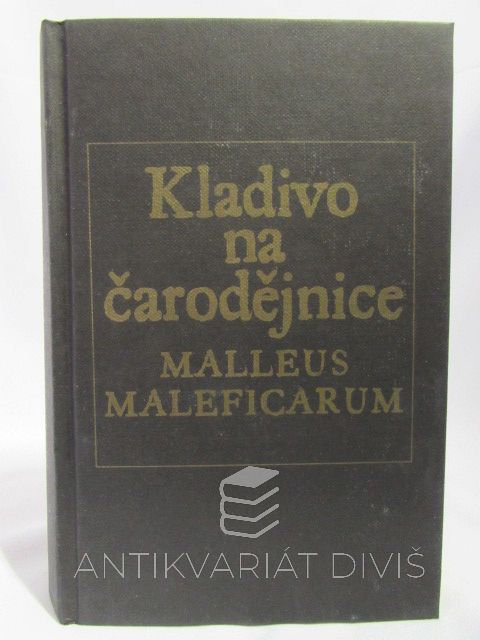 Kladivo
na
čarodějnice
MALLEUS
MALEFICARUM
ANTIKVARIÁT DIVIŠ